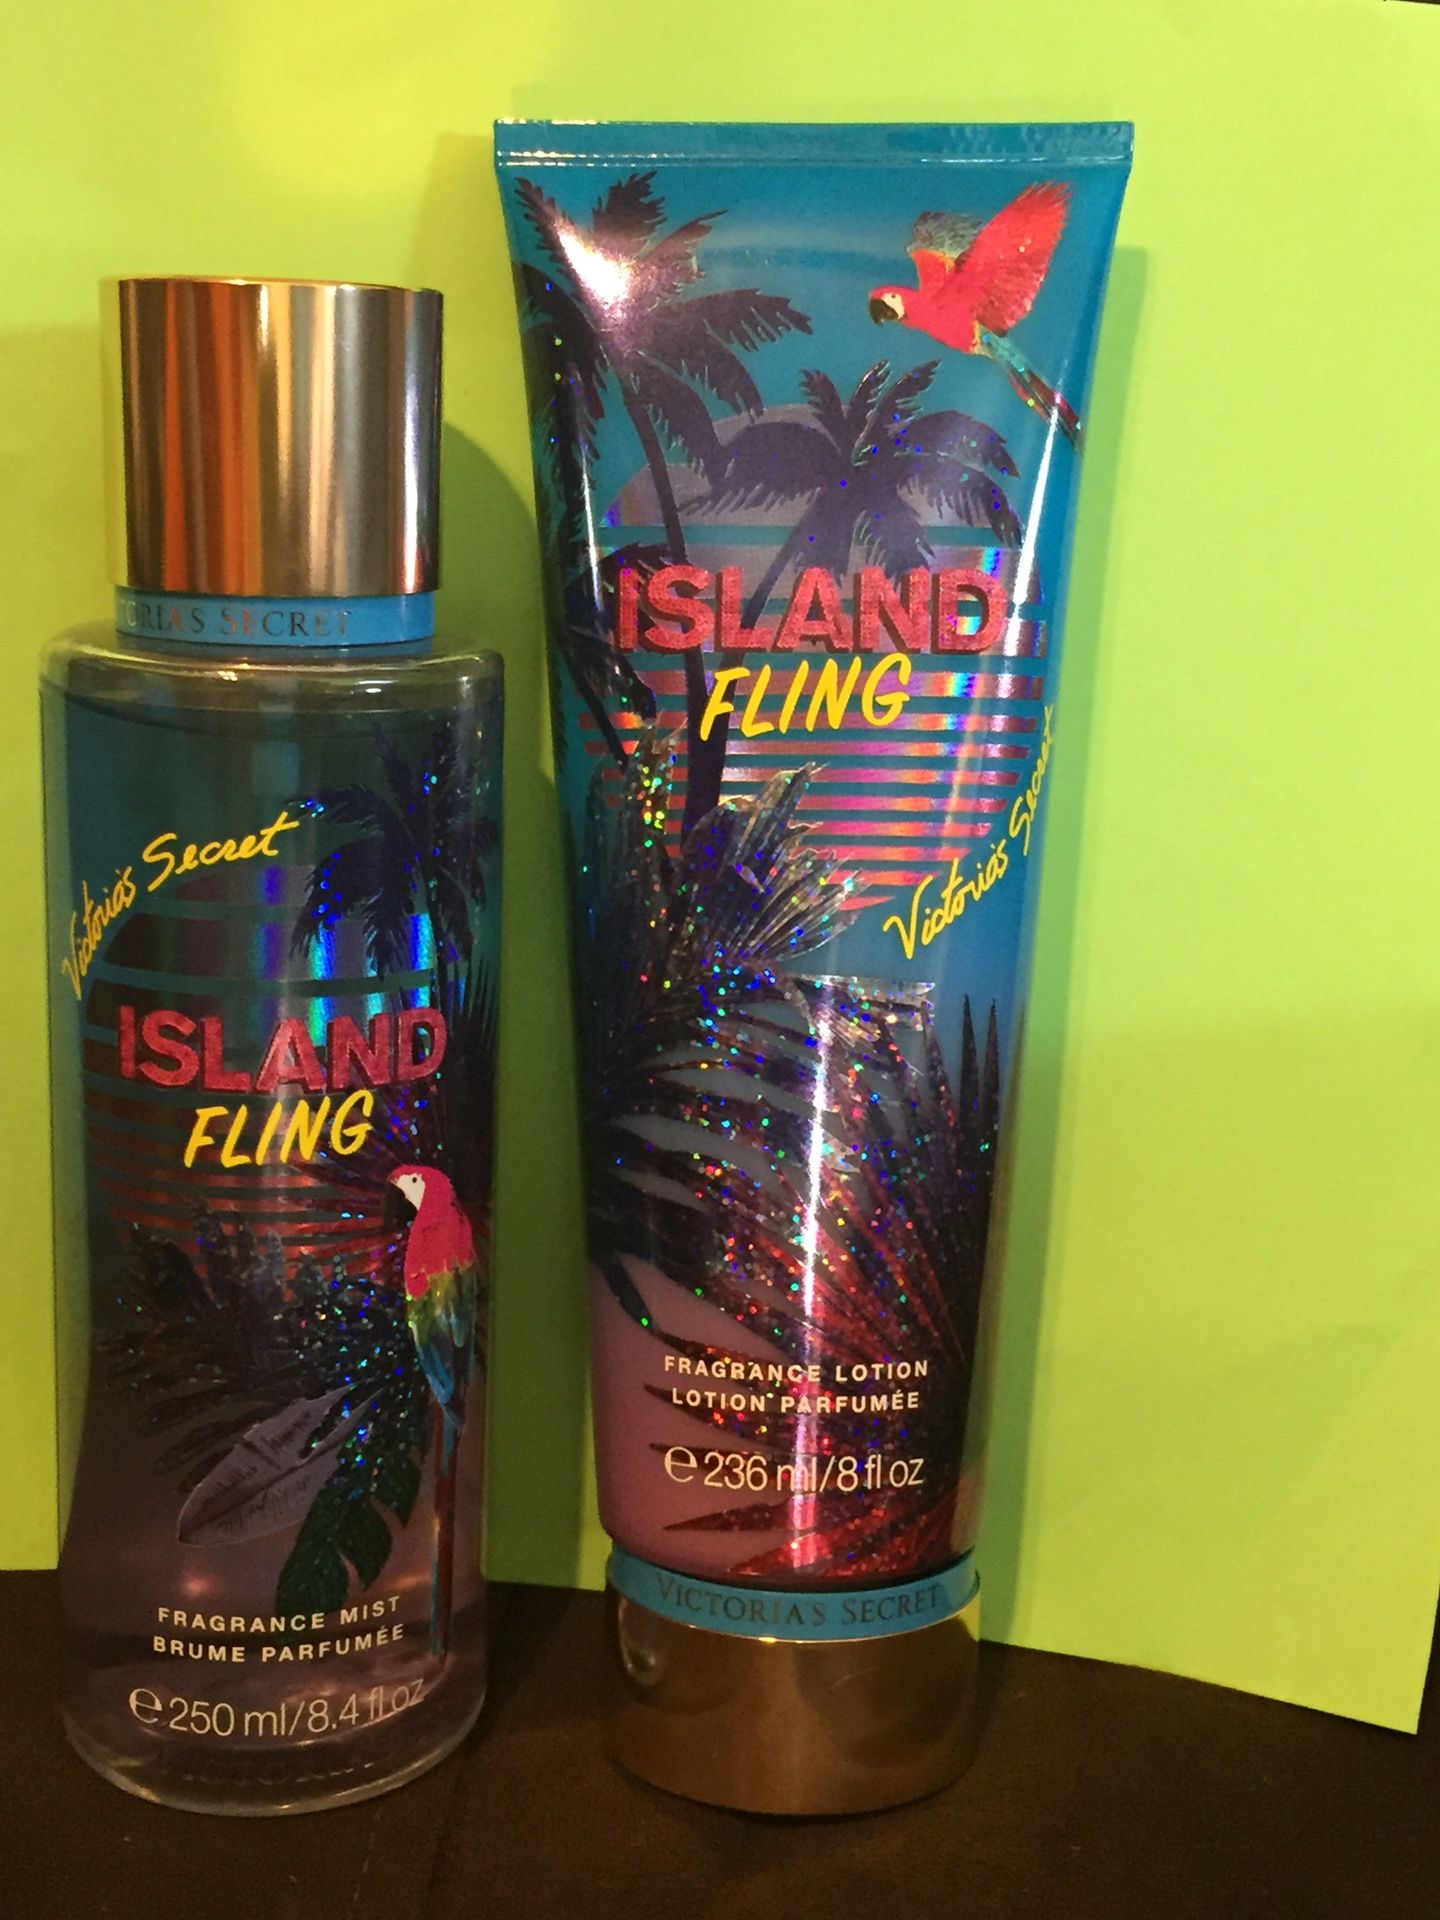 VICTORIA'S SECRET
Victoria's Secret
ISLAND
FLING
FRAGRANCE MIST
BRUME PARFUMÉE
e 250 ml/8.4 fl oz
ISLAND
FLING
Victoria's Secret
FRAGRANCE LOTION
LOTION PARFUMÉE
e 236 ml/8 fl oz
VICTORIA'S SECRET